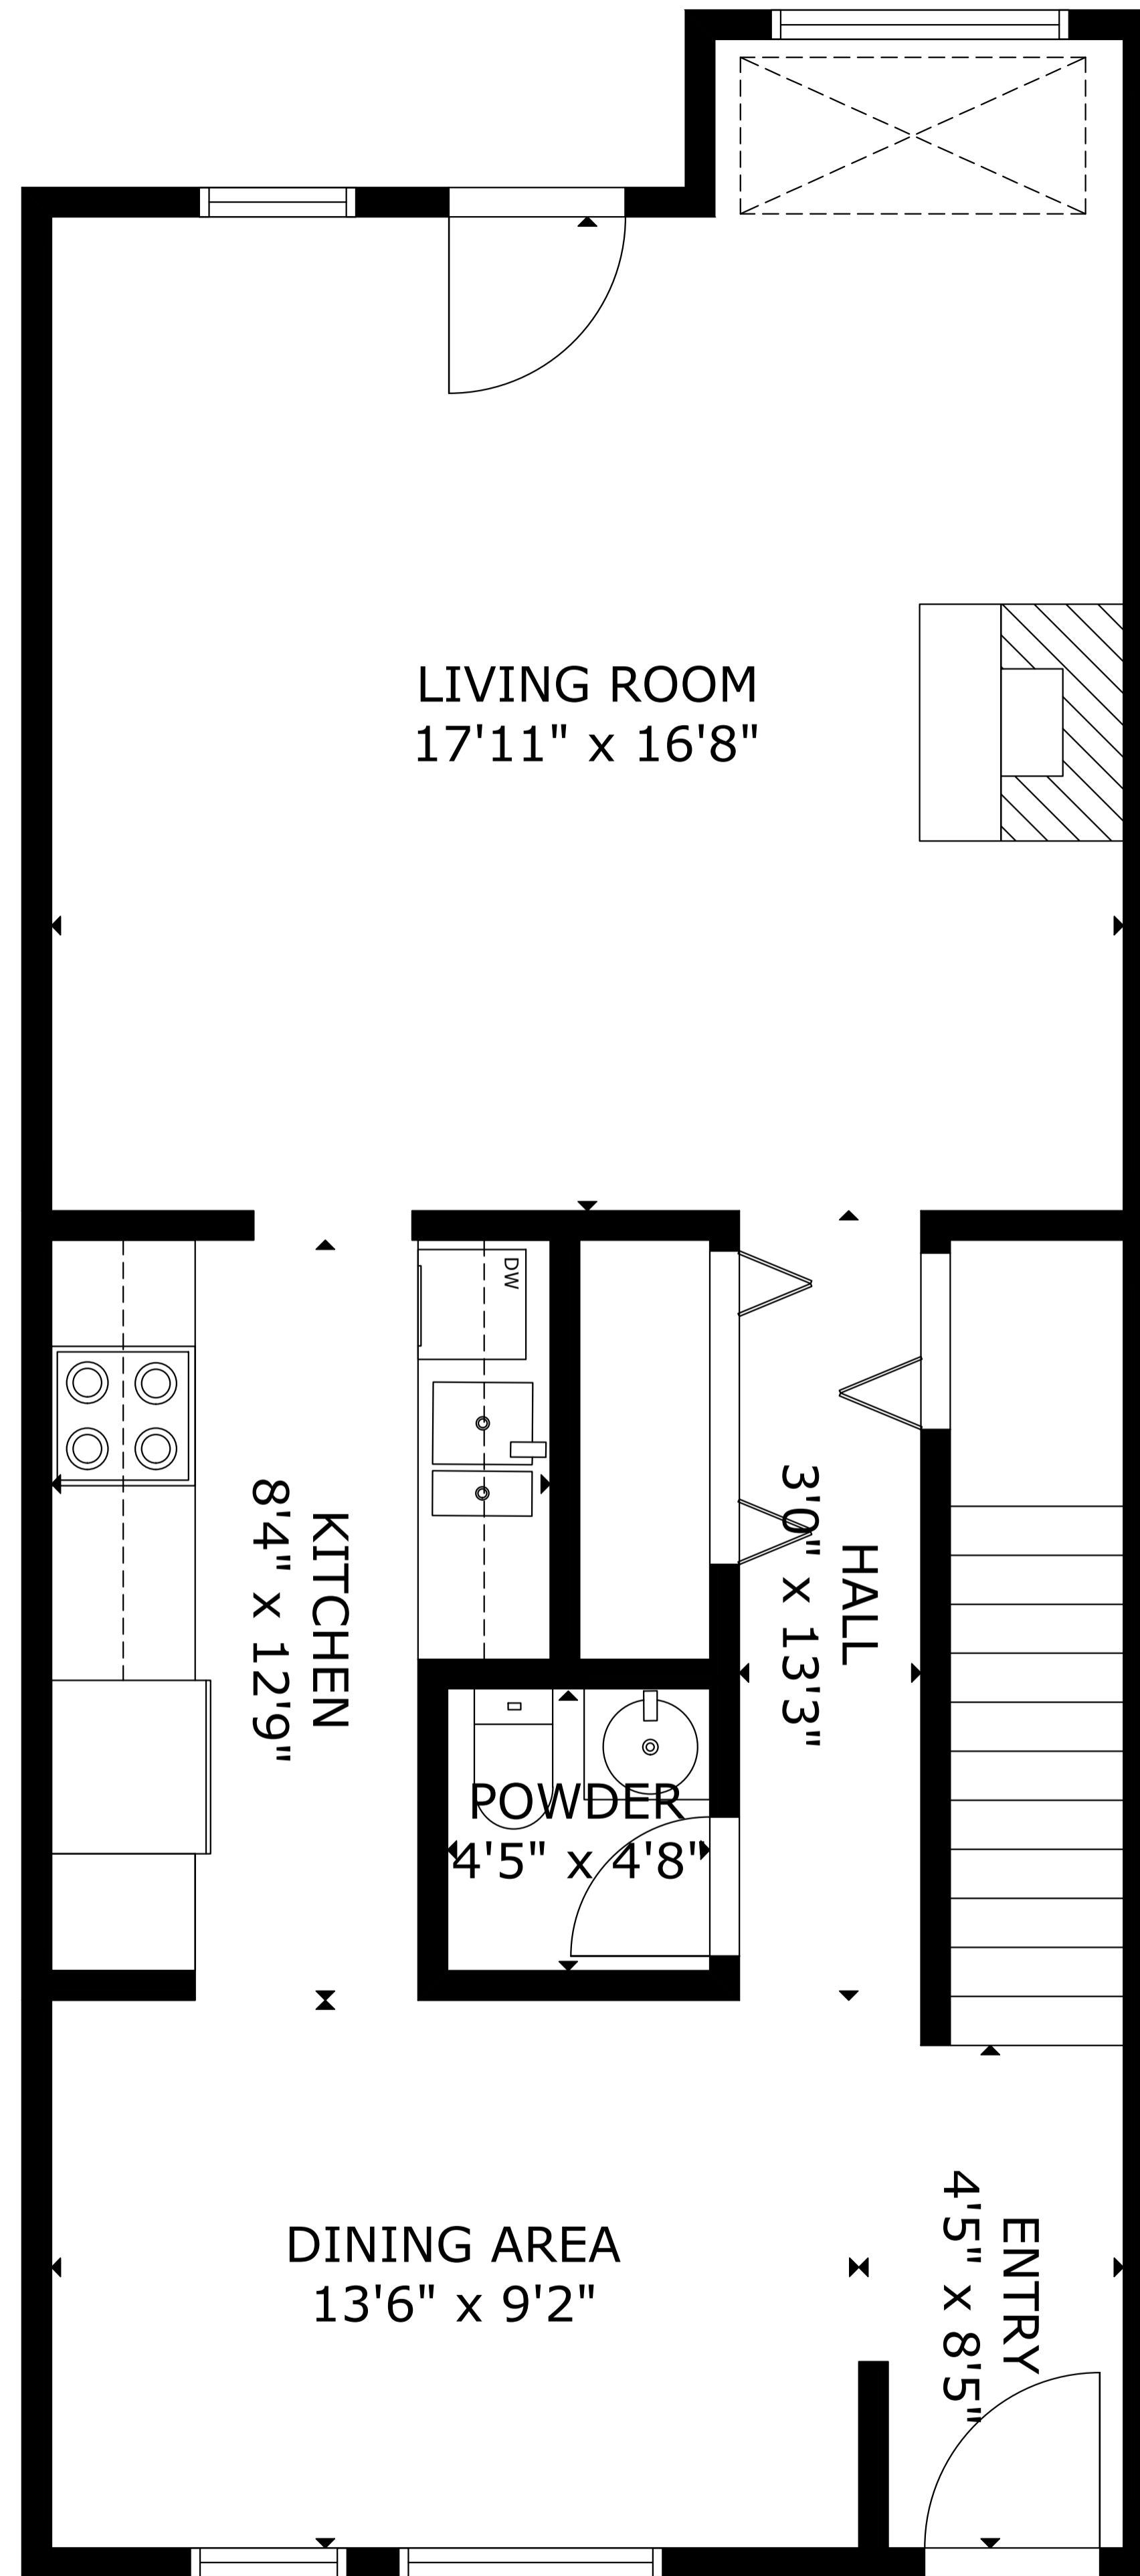 LIVING ROOM
17'11" x 16'8"
DW
KITCHEN
8'4" x 12'9"
HALL
3'0" x 13'3"
POWDER
4'5" x 4'8"
DINING AREA
13'6" x 9'2"
ENTRY
4'5" x 8'5"